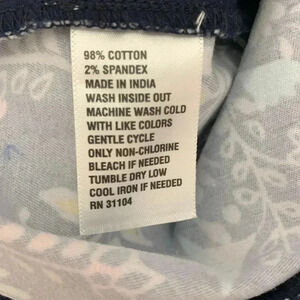 98% COTTON
2% SPANDEX
MADE IN INDIA
WASH INSIDE OUT
MACHINE WASH COLD
WITH LIKE COLORS
GENTLE CYCLE
ONLY NON-CHLORINE
BLEACH IF NEEDED
TUMBLE DRY LOW
COOL IRON IF NEEDED
RN 31104